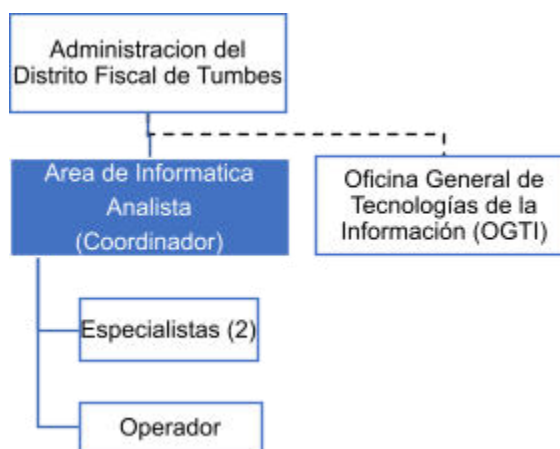 Administracion del
Distrito Fiscal de Tumbes
Area de Informatica
Analista
(Coordinador)
Oficina General de
Tecnologías de la
Información (OGTI)
Especialistas (2)
Operador